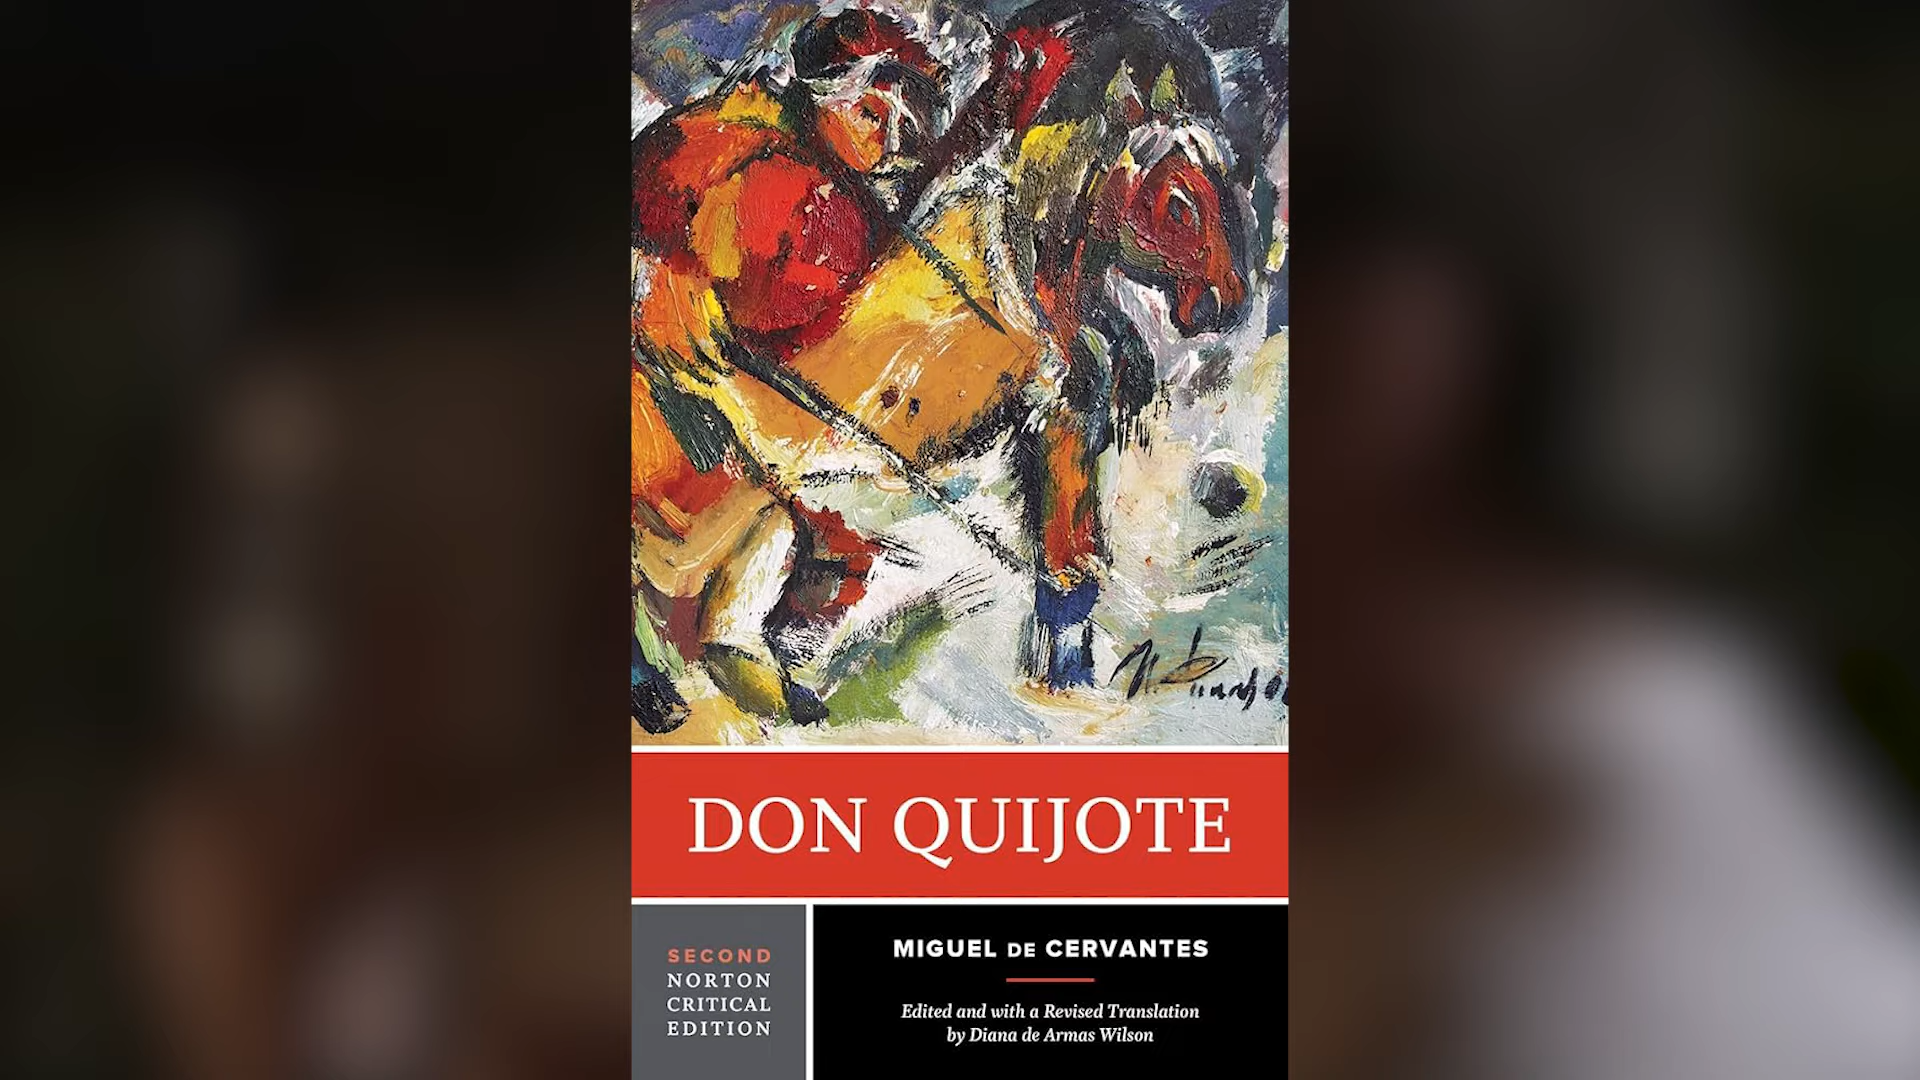 DON QUIJOTE
SECOND
NORTON
CRITICAL
EDITION
MIGUEL DE CERVANTES
Edited and with a Revised Translation
by Diana de Armas Wilson